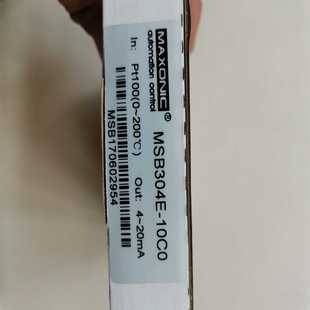 MAXONIC®
automation control
MSB304E-10C0
In: Pt100(0~200℃)
Out: 4~20mA
MSB170602954